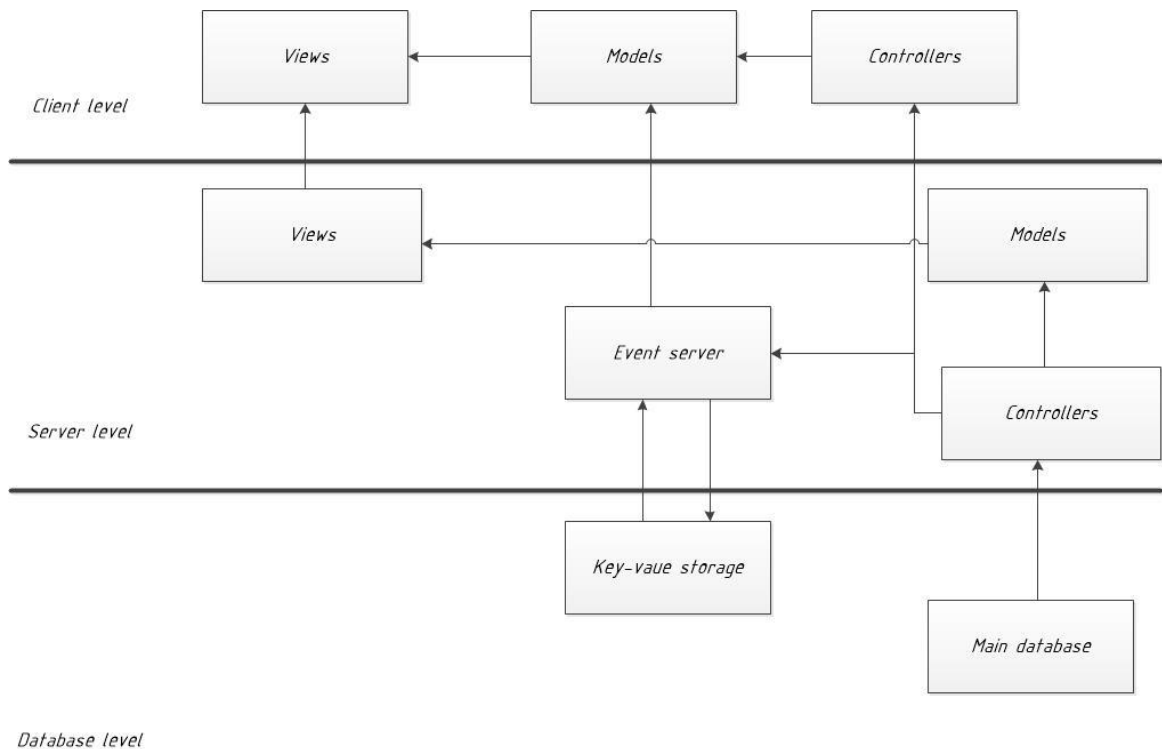 Views
Models
Controllers
Client level
Views
Models
Event server
Controllers
Server level
Key-vaue storage
Main database
Database level